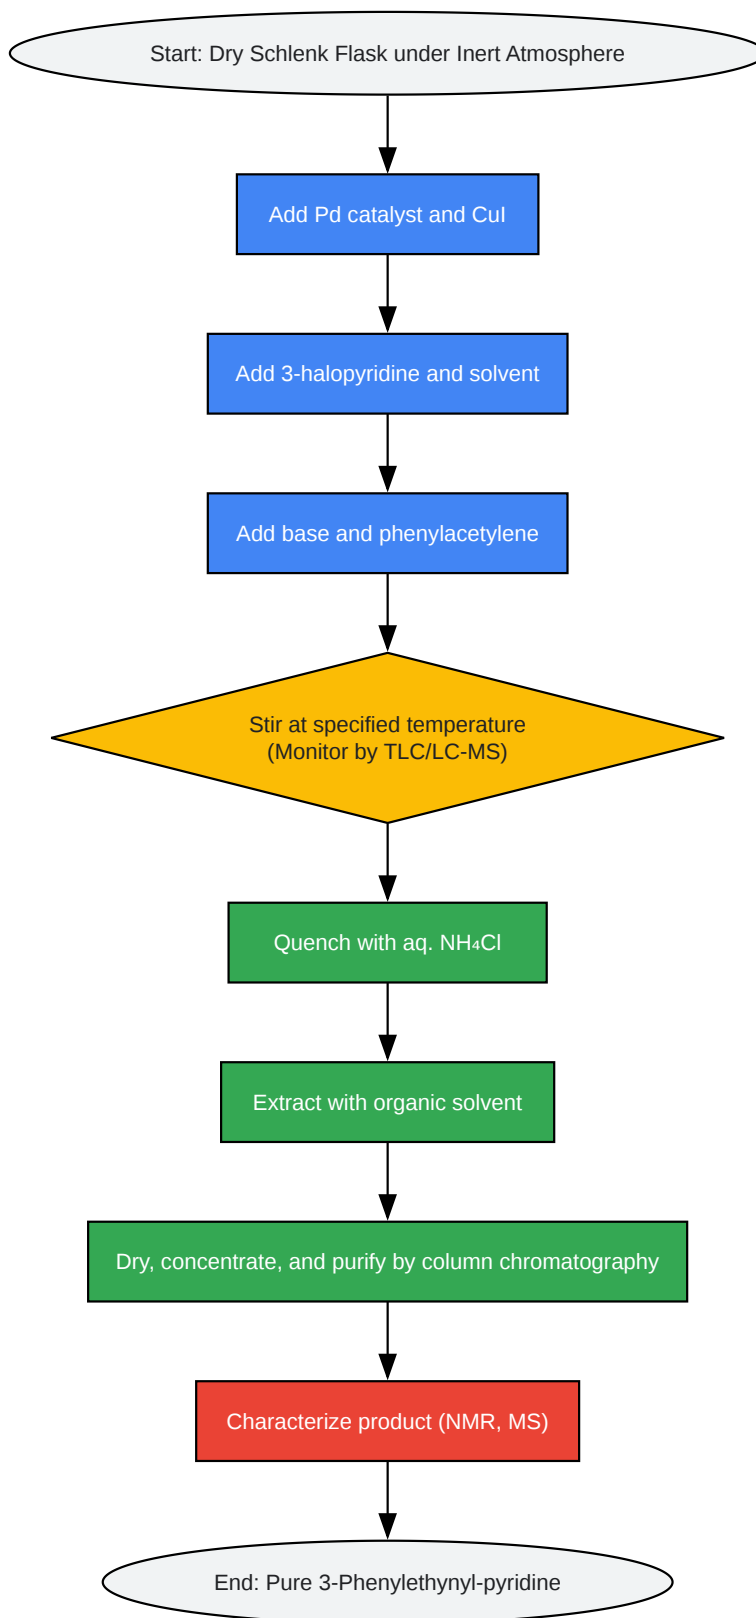 Start: Dry Schlenk Flask under Inert Atmosphere
Add Pd catalyst and CuI
Add 3-halopyridine and solvent
Add base and phenylacetylene
Stir at specified temperature
(Monitor by TLC/LC-MS)
Quench with aq. NH₄Cl
Extract with organic solvent
Dry, concentrate, and purify by column chromatography
Characterize product (NMR, MS)
End: Pure 3-Phenylethynyl-pyridine